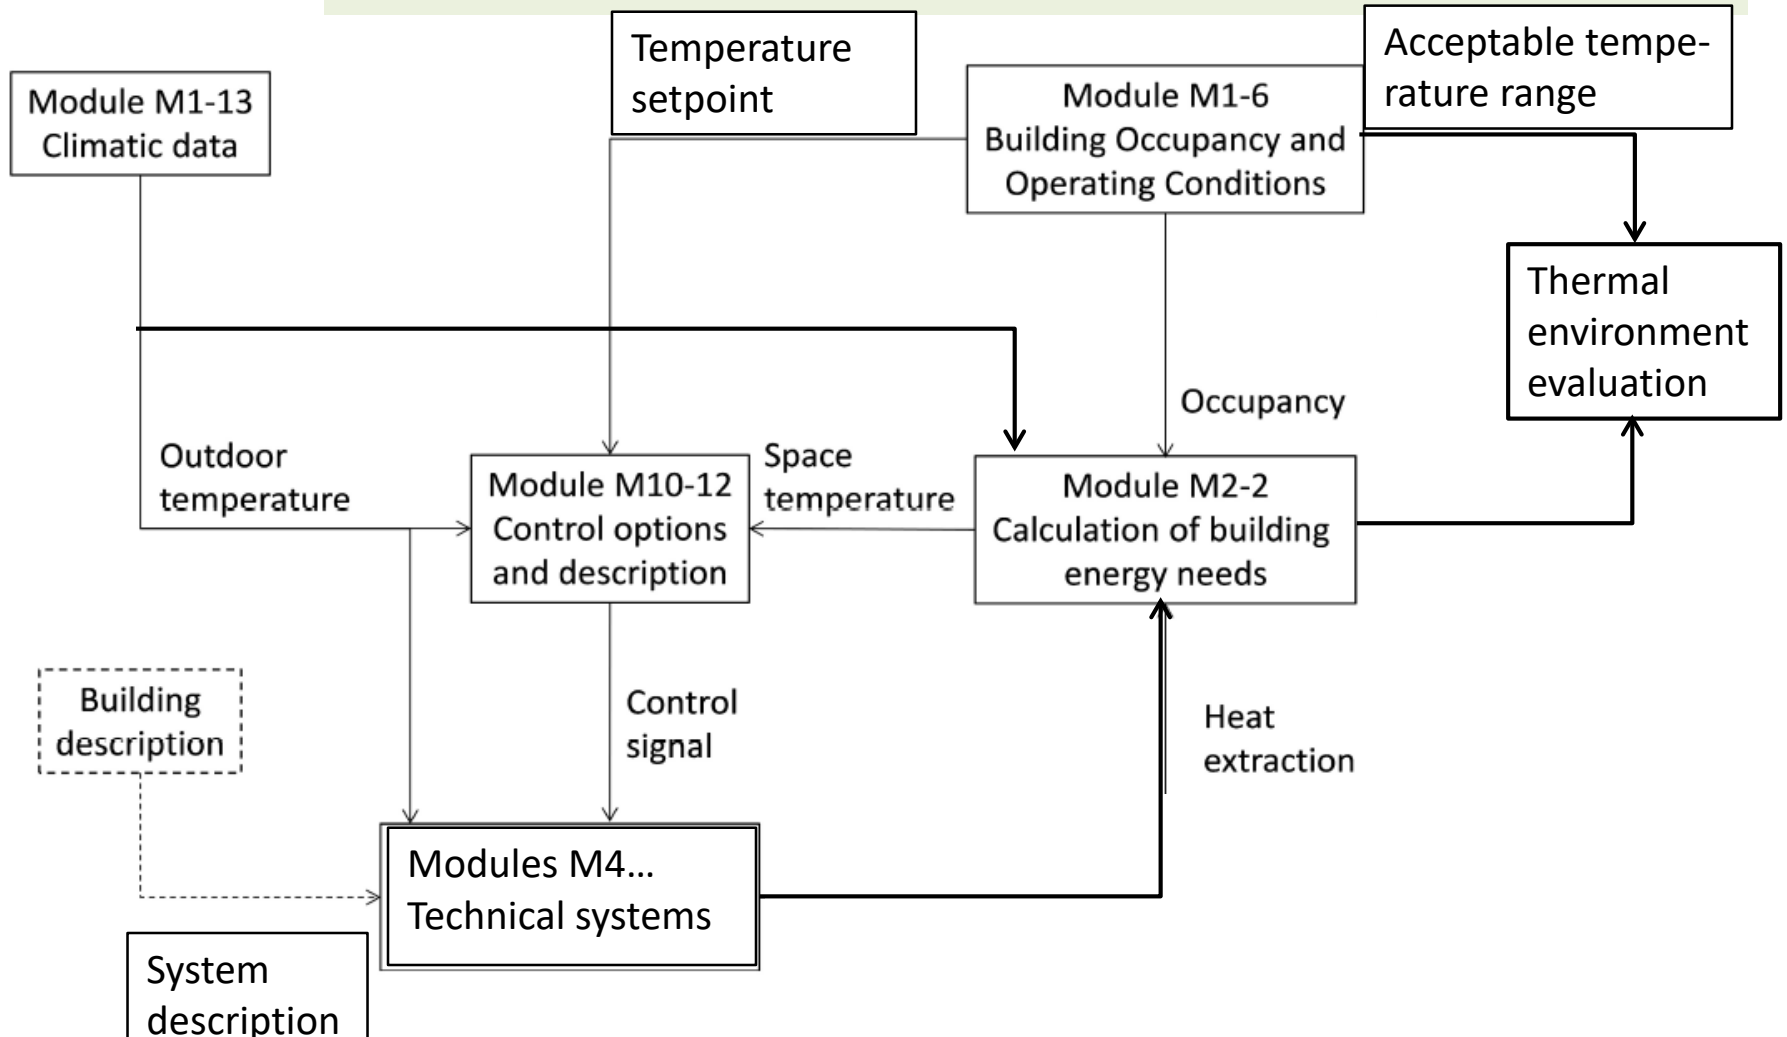 Temperature
setpoint
Acceptable tempe-
rature range
Module M1-13
Climatic data
Module M1-6
Building Occupancy and
Operating Conditions
Thermal
environment
evaluation
Occupancy
Outdoor
temperature
Module M10-12
Control options
and description
Space
temperature
Module M2-2
Calculation of building
energy needs
Building
description
Control
signal
Heat
extraction
Modules M4...
Technical systems
System
description